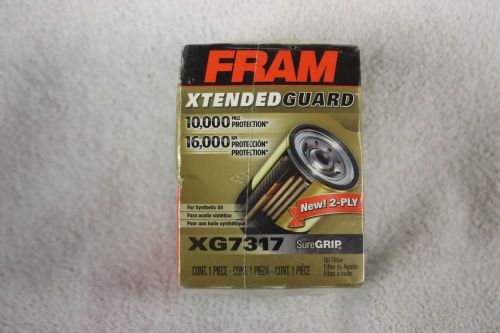 FRAM
XTENDEDGUARD
10,000 MILE PROTECTION*
16,000 KM PROTECCIÓN* PROTECTION*
For Synthetic Oil
Para aceite sintético
Pour une huile synthétique
New! 2-PLY
XG7317
SureGRIP
Oil Filter
Filtro de Aceite
Filtre à huile
CONT. 1 PIECE - CONT. 1 PIEZA - CONT. 1 PIÈCE